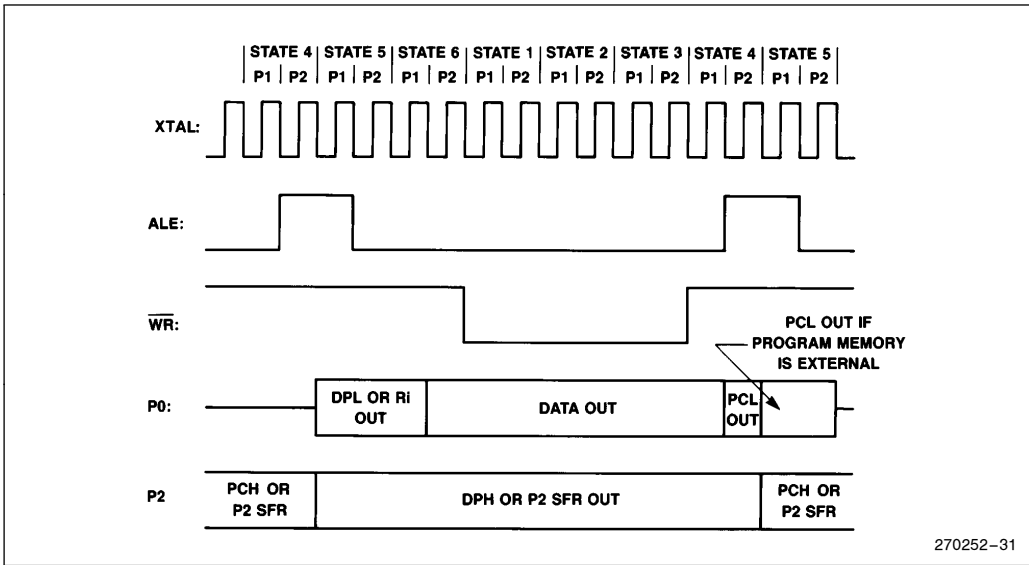 STATE 4 STATE 5 STATE 6 STATE 1 STATE 2 STATE 3 STATE 4 STATE 5
P1 P2 P1 P2 P1 P2 P1 P2 P1 P2 P1 P2 P1 P2 P1 P2
XTAL:
ALE:
WR:
PCL OUT IF
PROGRAM MEMORY
IS EXTERNAL
P0:
DPL OR Ri
OUT
DATA OUT
PCL
OUT
P2
PCH OR
P2 SFR
DPH OR P2 SFR OUT
PCH OR
P2 SFR
270252–31